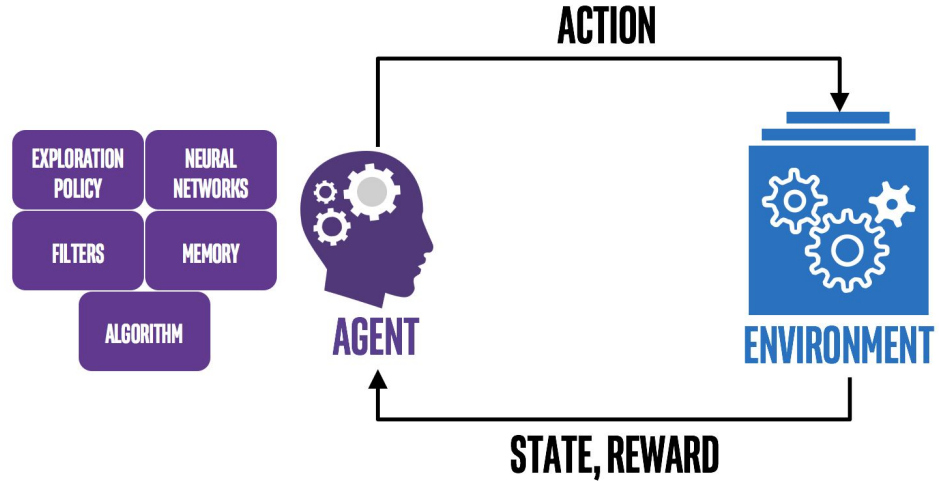 ACTION
EXPLORATION
POLICY
NEURAL
NETWORKS
FILTERS
MEMORY
ALGORITHM
AGENT
ENVIRONMENT
STATE, REWARD